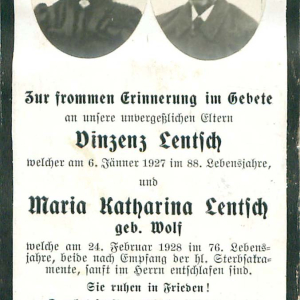 Zur frommen Erinnerung im Gebete
an unsere unvergeßlichen Eltern
Vinzenz Lentsch
welcher am 6. Jänner 1927 im 88. Lebensjahre,
und
Maria Katharina Lentsch
geb. Wolf
welche am 24. Februar 1928 im 76. Lebens-
jahre, beide nach Empfang der hl. Sterbsakra-
mente, sanft im Herrn entschlafen sind.
Sie ruhen in Frieden!